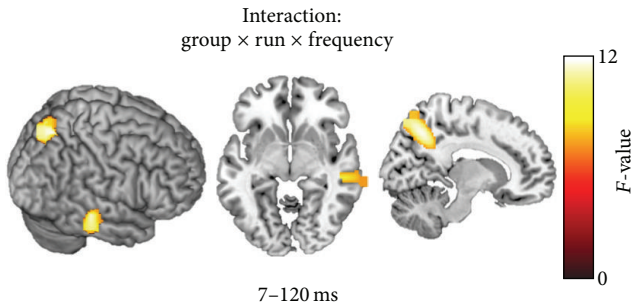 Interaction:
group × run × frequency
12
F-value
0
7–120 ms